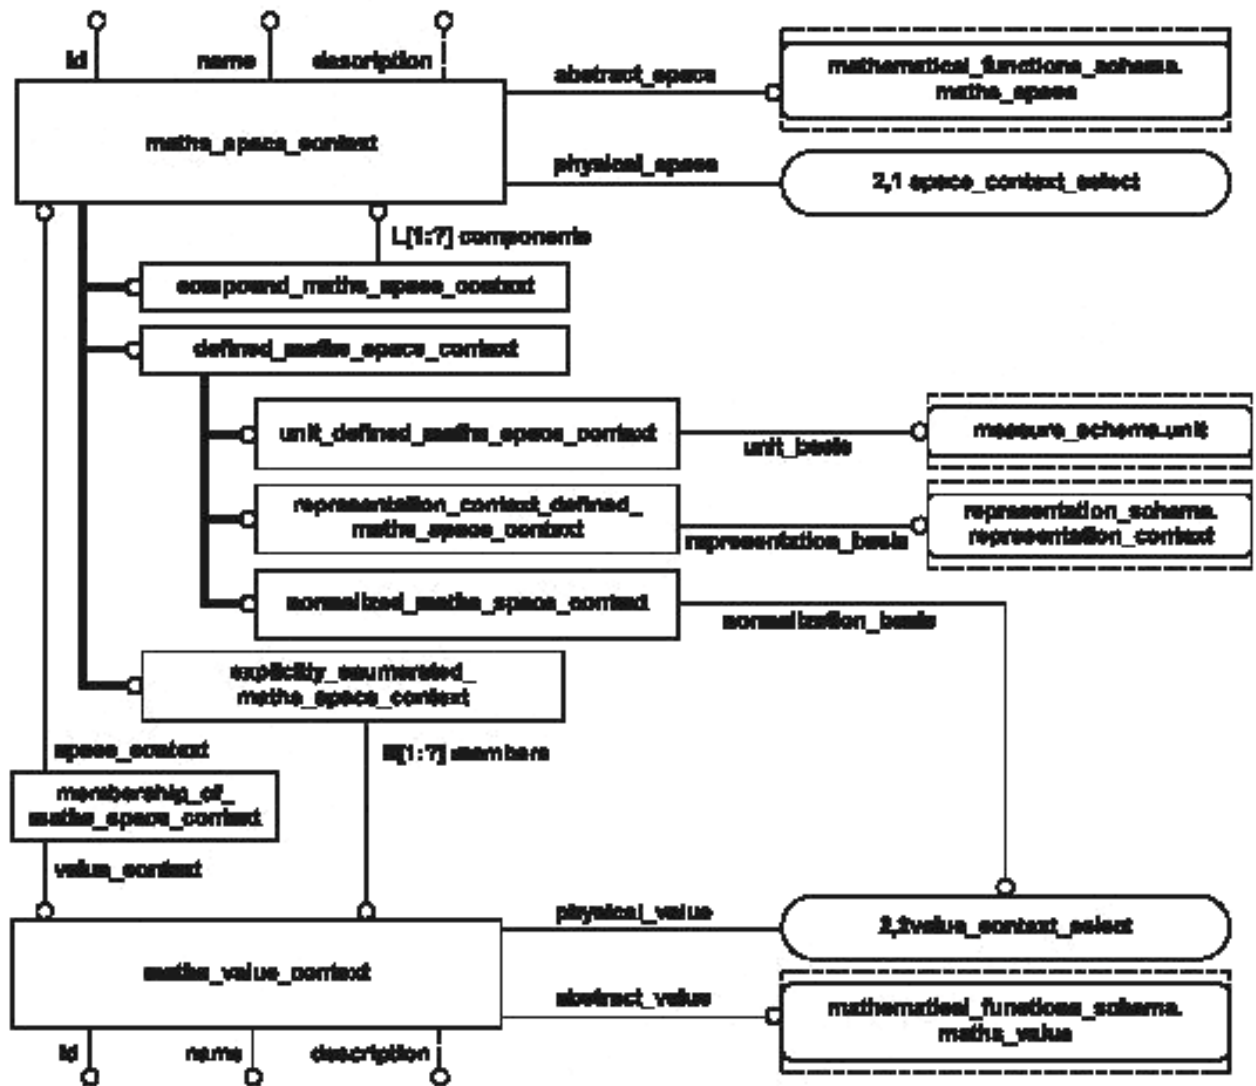 id
name
description
abstract_space
mathematical_functions_schema.
maths_space
maths_space_context
physical_space
2,1 space_context_select
L[1:?] components
compound_maths_space_context
defined_maths_space_context
unit_defined_maths_space_context
unit_basis
measure_schema.unit
representation_context_defined_
maths_space_context
representation_basis
representation_schema.
representation_context
normalized_maths_space_context
normalization_basis
explicitly_enumerated_
maths_space_context
space_context
[1:?] members
membership_of_
maths_space_context
value_context
physical_value
2,2value_context_select
maths_value_context
abstract_value
mathematical_functions_schema.
maths_value
id
name
description